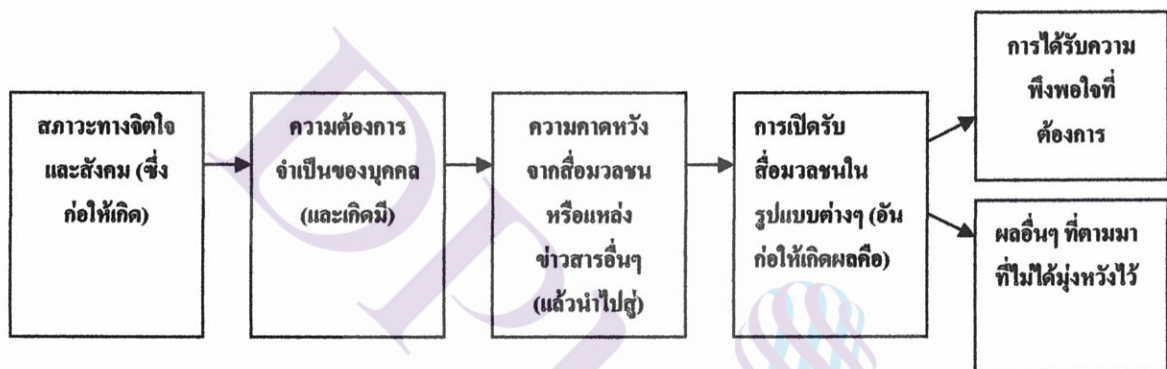 สภาวะทางจิตใจ
และสังคม (ซึ่ง
ก่อให้เกิด)
ความต้องการ
จำเป็นของบุคคล
(และเกิดมี)
ความคาดหวัง
จากสื่อมวลชน
หรือแหล่ง
ข่าวสารอื่นๆ
(แล้วนำไปสู่)
การเปิดรับ
สื่อมวลชนใน
รูปแบบต่างๆ (อัน
ก่อให้เกิดผลคือ)
การได้รับความ
พึงพอใจที่
ต้องการ
ผลอื่นๆ ที่ตามมา
ที่ไม่ได้มุ่งหวังไว้